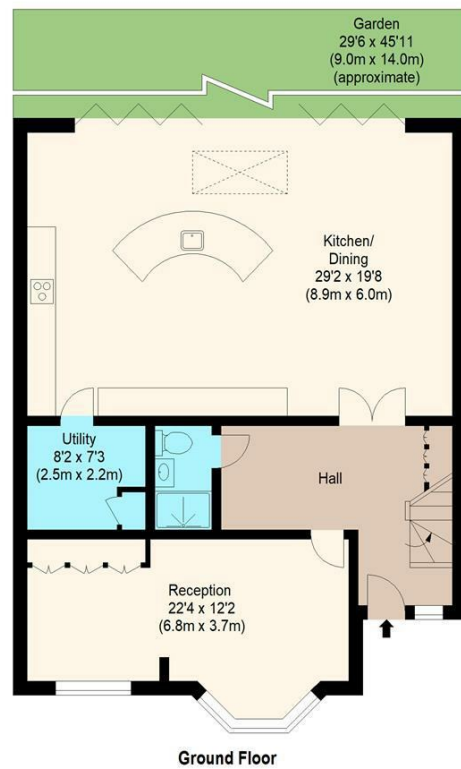 Garden
29'6 x 45'11
(9.0m x 14.0m)
(approximate)
Kitchen/
Dining
29'2 x 19'8
(8.9m x 6.0m)
Utility
8'2 x 7'3
(2.5m x 2.2m)
Hall
Reception
22'4 x 12'2
(6.8m x 3.7m)
Ground Floor